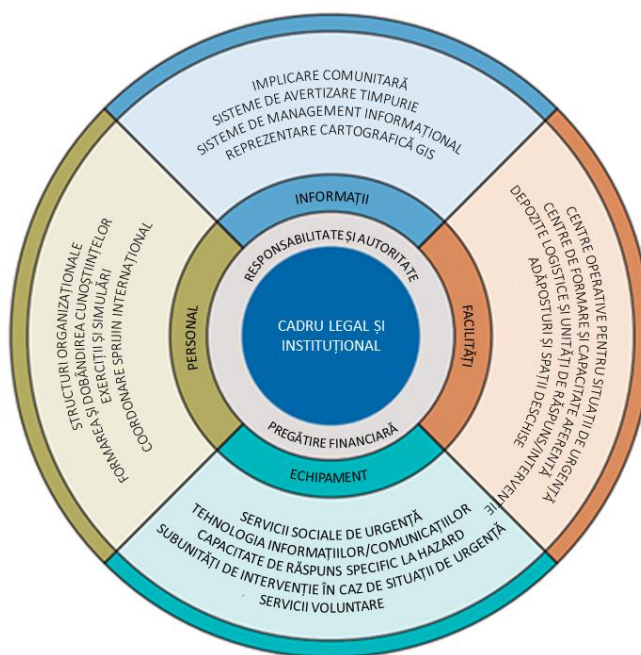 IMPLICARE COMUNITARĂ
SISTEME DE AVERTIZARE TIMPURIE
SISTEME DE MANAGEMENT INFORMAȚIONAL
REPREZENTARE CARTOGRAFICĂ GIS
INFORMAȚII
RESPONSABILITATE ȘI AUTORITATE
CADRU LEGAL ȘI
INSTITUȚIONAL
PREGĂTIRE FINANCIARĂ
FACILITĂȚI
CENTRE OPERATIVE PENTRU SITUAȚII DE URGENȚĂ
CENTRE DE FORMARE ȘI CAPACITATE AFERENTĂ
DEPOZITE LOGISTICE ȘI UNITĂȚI DE RĂSPUNS/INTERVENȚIE
ADĂPOSTURI ȘI SPAȚII DESCHISE
ECHIPAMENT
SERVICII SOCIALE DE URGENȚĂ
TEHNOLOGIA INFORMAȚIILOR/COMUNICAȚIILOR
CAPACITATE DE RĂSPUNS SPECIFIC LA HAZARD
SUBUNITĂȚI DE INTERVENȚIE ÎN CAZ DE SITUAȚII DE URGENȚĂ
SERVICII VOLUNTARE
PERSONAL
STRUCTURI ORGANIZAȚIONALE
FORMAREA ȘI DOBÂNDIREA CUNOȘTIINȚELOR
EXERCIȚII ȘI SIMULĂRI
COORDONARE SPRIJIN INTERNAȚIONAL